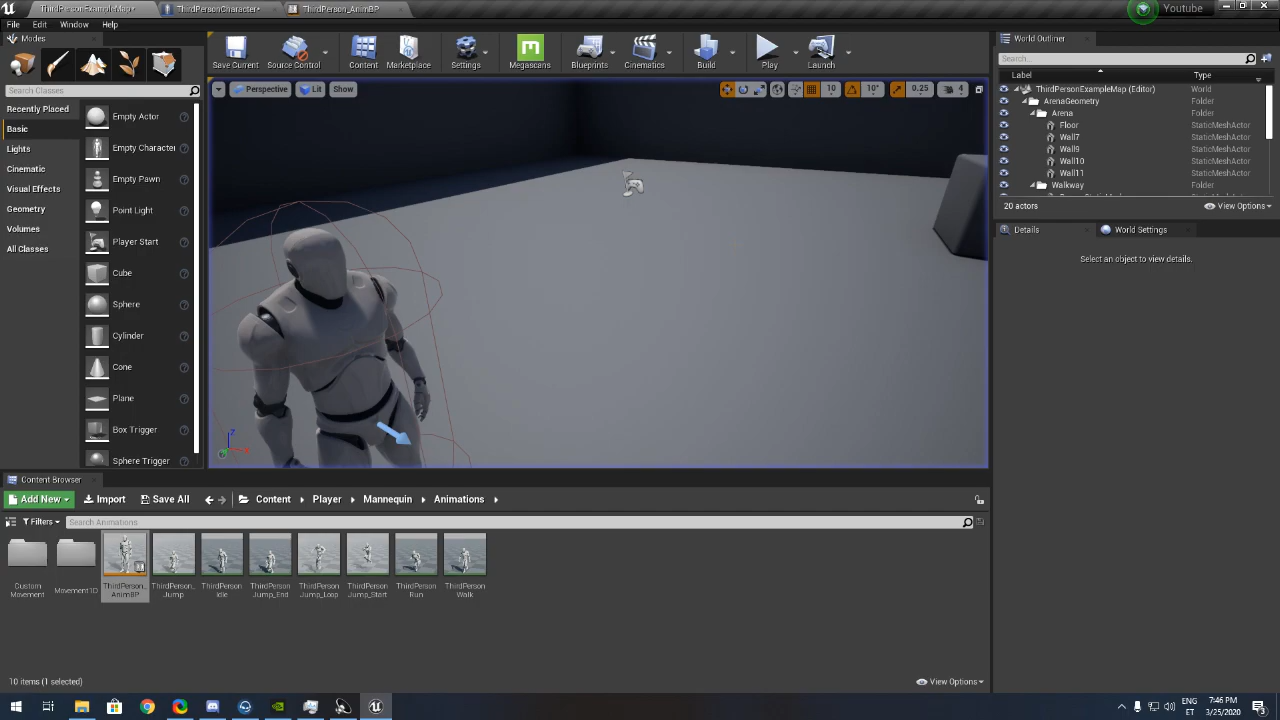 ThirdPersonExampleMap*
ThirdPersonCharacter*
ThirdPerson_AnimBP
Youtube
File Edit Window Help
Modes
Search Classes
Recently Placed
Basic
Lights
Cinematic
Visual Effects
Geometry
Volumes
All Classes
Empty Actor
Empty Character
Empty Pawn
Point Light
Player Start
Cube
Sphere
Cylinder
Cone
Plane
Box Trigger
Sphere Trigger
Save Current
Source Control
Content
Marketplace
Settings
Megascans
Blueprints
Cinematics
Build
Play
Launch
Perspective
Lit
Show
10
10°
0.25
4
World Outliner
Search...
Label Type
ThirdPersonExampleMap (Editor) World
ArenaGeometry Folder
Arena Folder
Floor StaticMeshActor
Wall7 StaticMeshActor
Wall9 StaticMeshActor
Wall10 StaticMeshActor
Wall11 StaticMeshActor
Walkway Folder
20 actors
View Options
Details
World Settings
Select an object to view details.
Content Browser
Add New
Import
Save All
Content
Player
Mannequin
Animations
Filters
Search Animations
Custom
Movement
Movement1D
ThirdPerson_
AnimBP
ThirdPerson_
Jump
ThirdPerson
Idle
ThirdPerson
Jump_End
ThirdPerson
Jump_Loop
ThirdPerson
Jump_Start
ThirdPerson
Run
ThirdPerson
Walk
10 items (1 selected)
View Options
ENG
ET
7:46 PM
3/25/2020
3